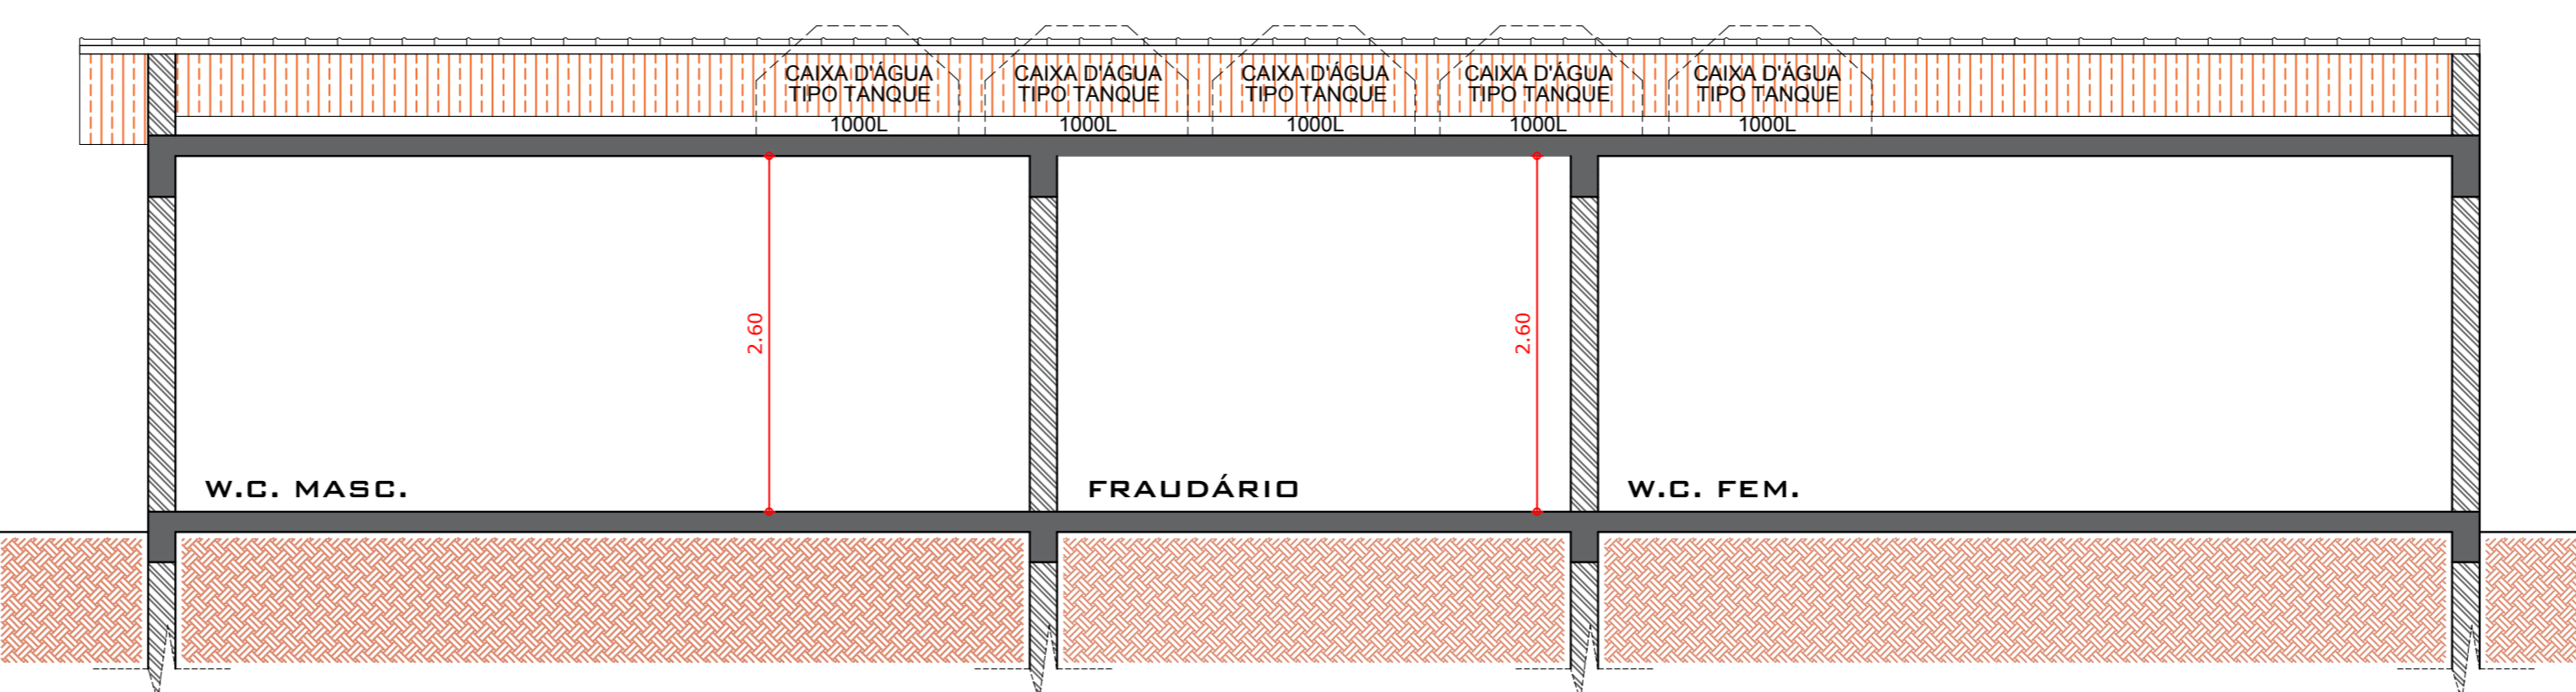 CAIXA D'ÁGUA
TIPO TANQUE
1000L
CAIXA D'ÁGUA
TIPO TANQUE
1000L
CAIXA D'ÁGUA
TIPO TANQUE
1000L
CAIXA D'ÁGUA
TIPO TANQUE
1000L
CAIXA D'ÁGUA
TIPO TANQUE
1000L
2.60
2.60
W.C. MASC.
FRAUDÁRIO
W.C. FEM.